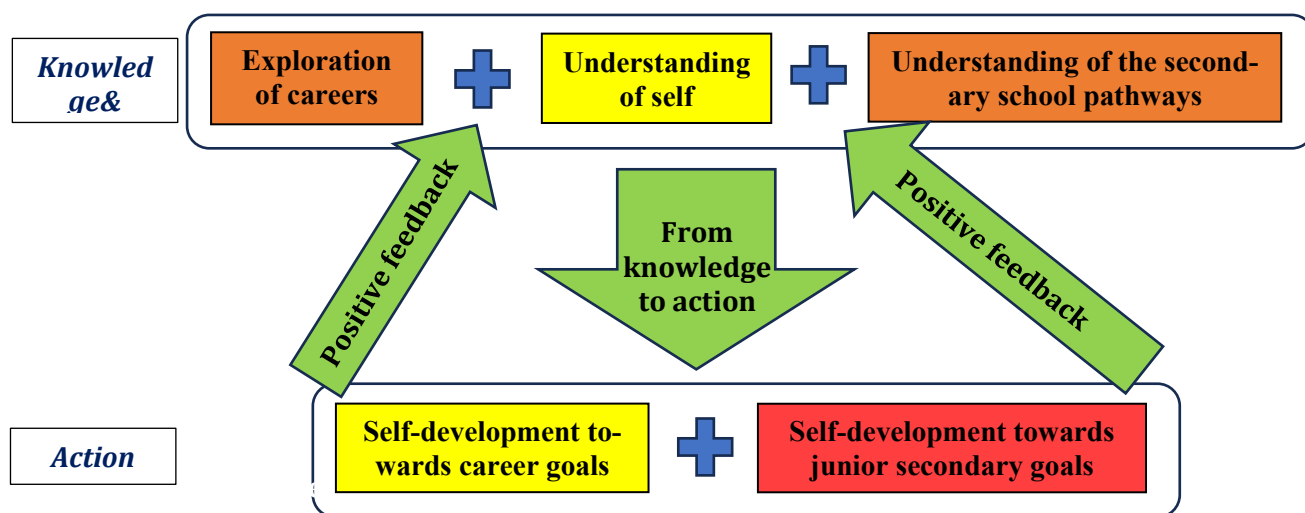 Knowled
ge&
Exploration
of careers
Understanding
of self
Understanding of the second-
ary school pathways
Positive feedback
From
knowledge
to action
Positive feedback
Action
Self-development to-
wards career goals
Self-development towards
junior secondary goals